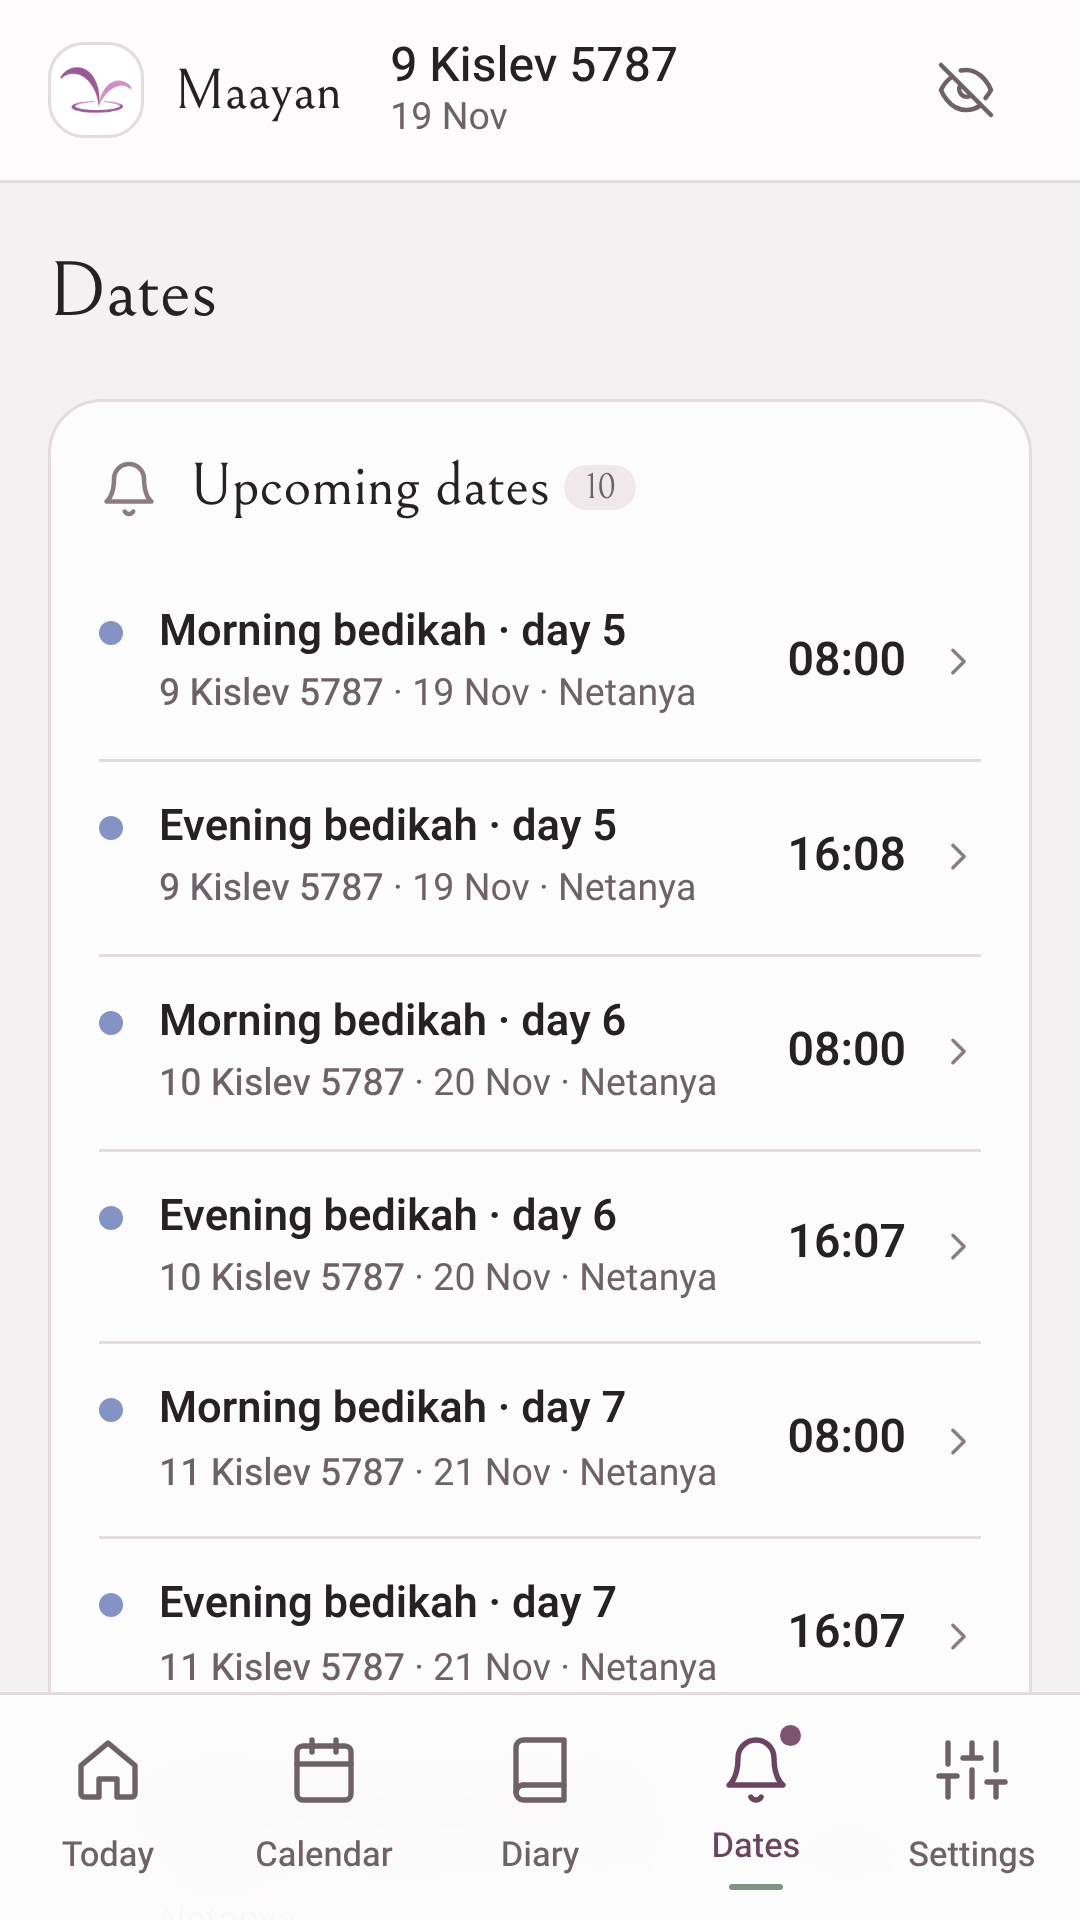 Maayan
9 Kislev 5787
19 Nov
Dates
Upcoming dates 10
Morning bedikah · day 5
08:00
9 Kislev 5787 · 19 Nov · Netanya
Evening bedikah · day 5
16:08
9 Kislev 5787 · 19 Nov · Netanya
Morning bedikah · day 6
08:00
10 Kislev 5787 · 20 Nov · Netanya
Evening bedikah · day 6
16:07
10 Kislev 5787 · 20 Nov · Netanya
Morning bedikah · day 7
08:00
11 Kislev 5787 · 21 Nov · Netanya
Evening bedikah · day 7
16:07
11 Kislev 5787 · 21 Nov · Netanya
Today
Calendar
Diary
Dates
Settings
Netanya